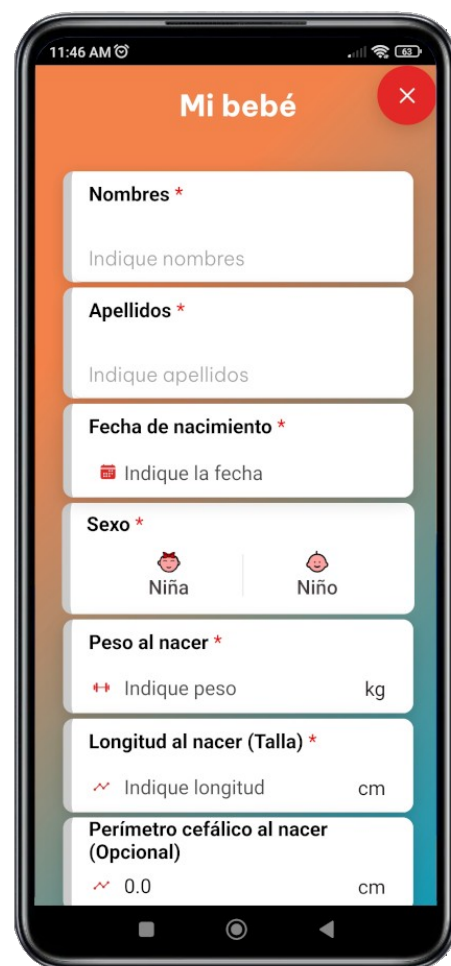 11:46 AM
63
Mi bebé
Nombres *
Indique nombres
Apellidos *
Indique apellidos
Fecha de nacimiento *
Indique la fecha
Sexo *
Niña Niño
Peso al nacer *
Indique peso kg
Longitud al nacer (Talla) *
Indique longitud cm
Perímetro cefálico al nacer
(Opcional)
0.0 cm